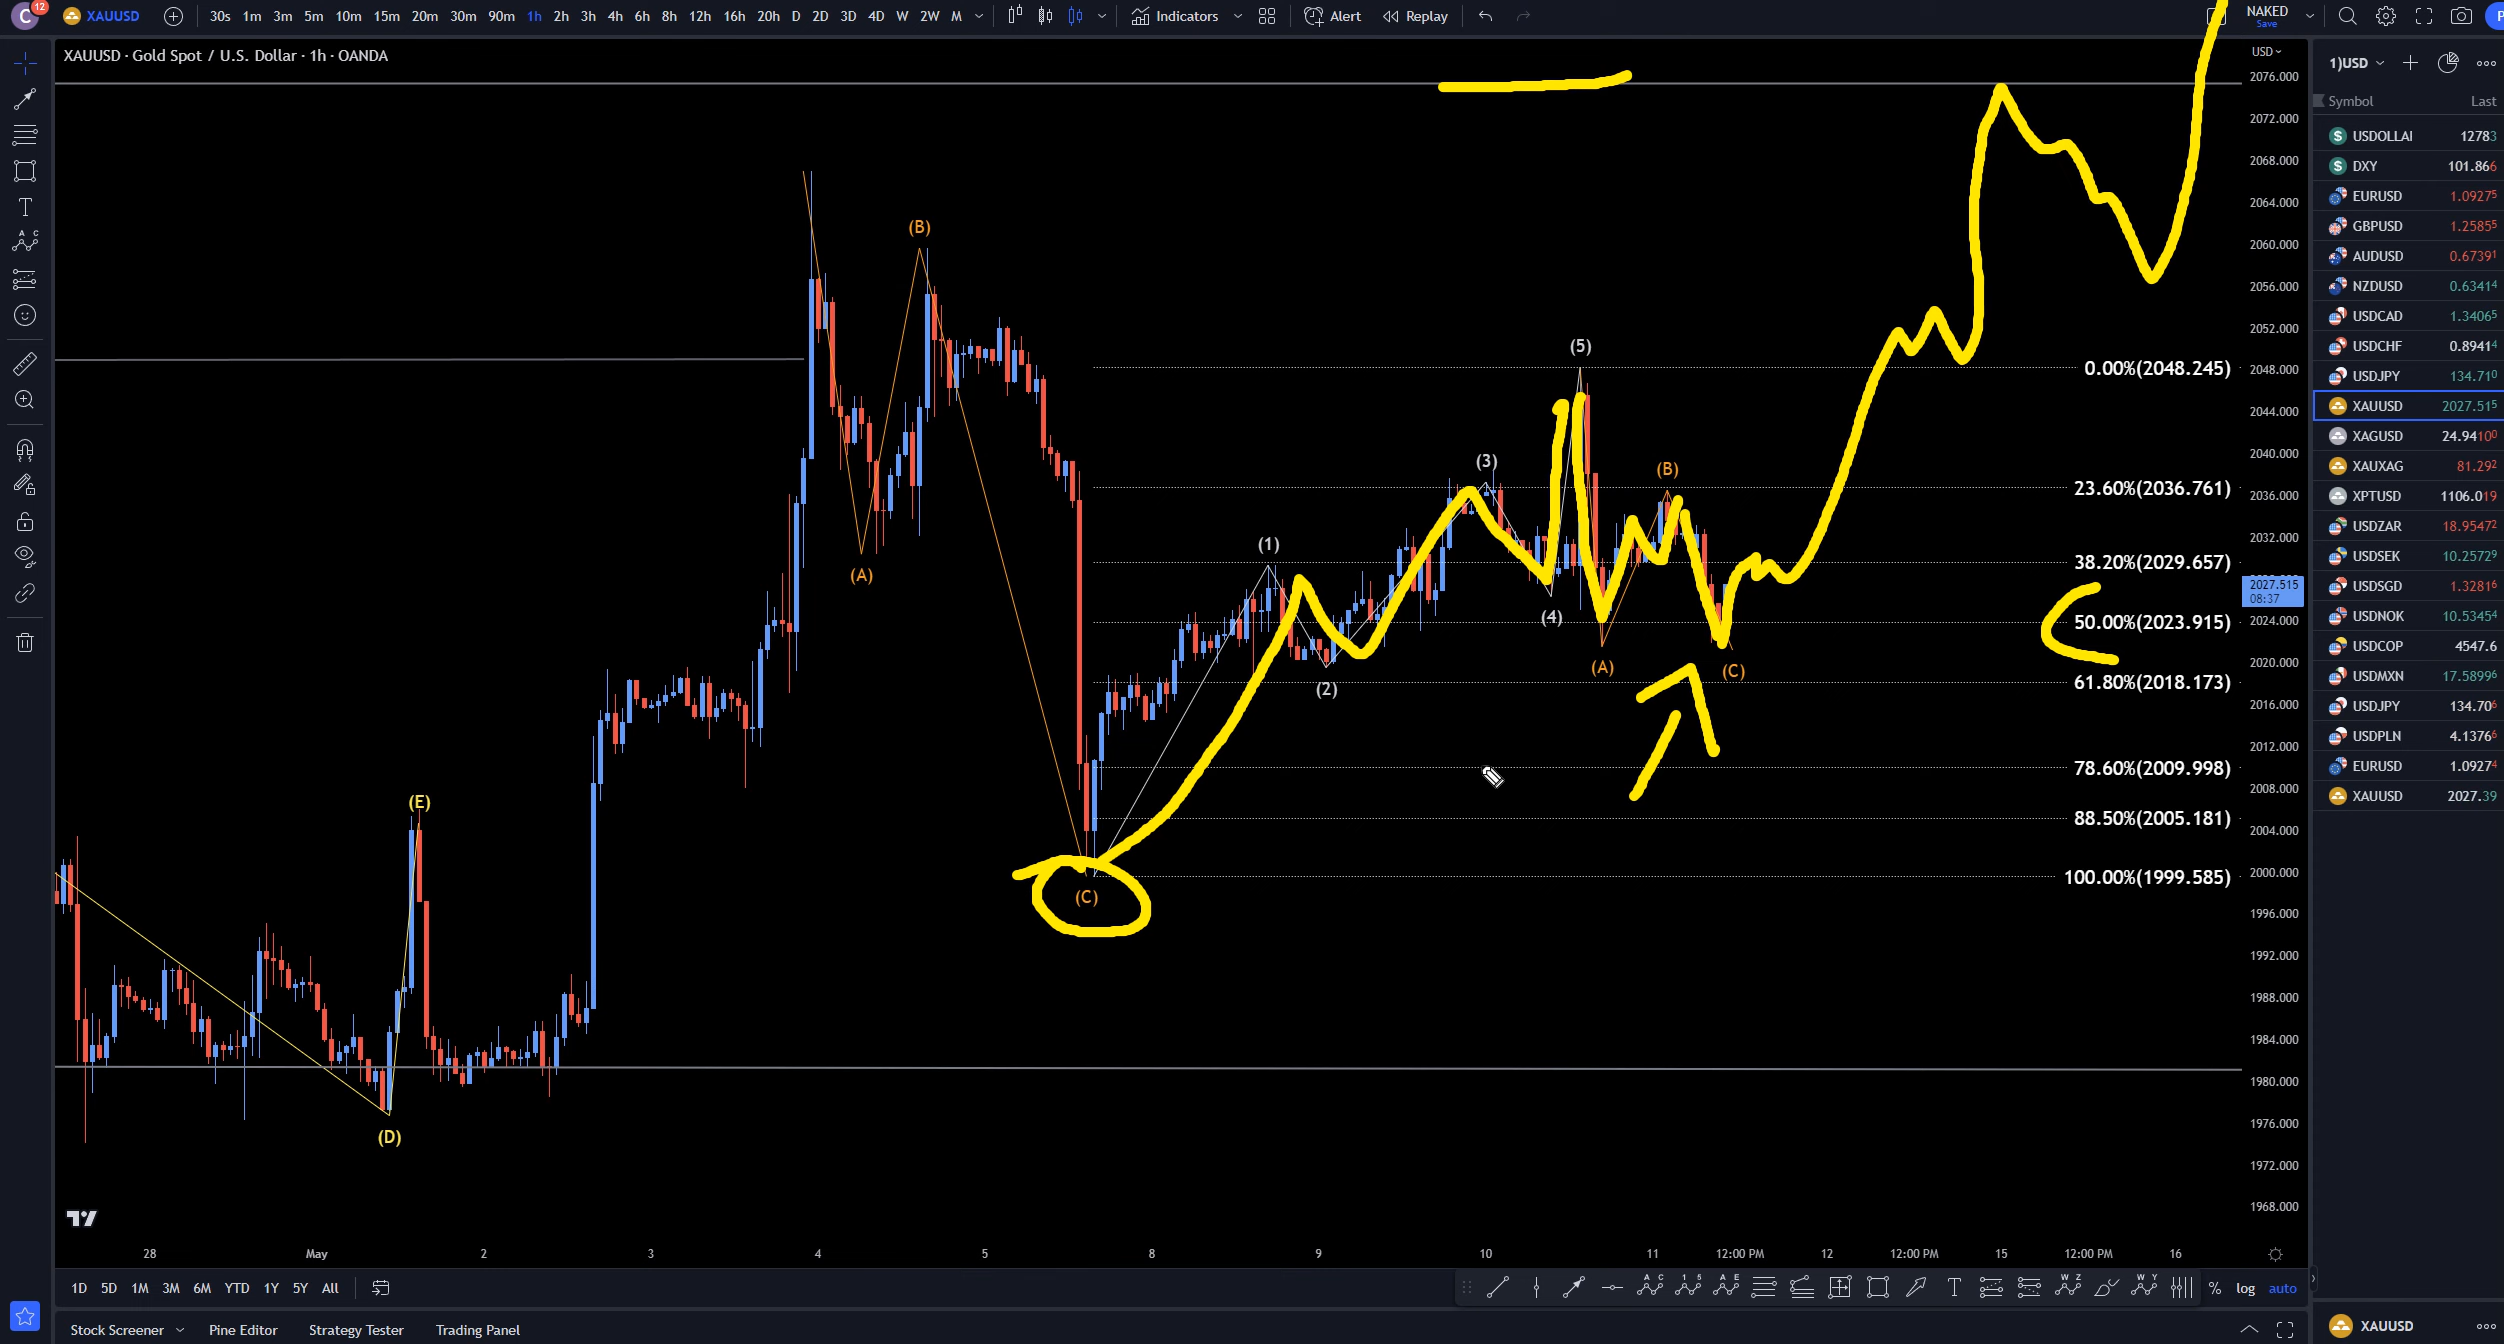 C 12 XAUUSD 30s 1m 3m 5m 10m 15m 20m 30m 90m 1h 2h 3h 4h 6h 8h 12h 16h 20h D 2D 3D 4D W 2W M Indicators Alert Replay NAKED
Save
XAUUSD · Gold Spot / U.S. Dollar · 1h · OANDA
USD
1)USD
Symbol Last
2076.000
2072.000
2068.000
2064.000
2060.000
2056.000
2052.000
2048.000
2044.000
2040.000
2036.000
2032.000
2027.515
08:37
2024.000
2020.000
2016.000
2012.000
2008.000
2004.000
2000.000
1996.000
1992.000
1988.000
1984.000
1980.000
1976.000
1972.000
1968.000
(B)
(A)
(C)
(E)
(D)
(1)
(2)
(3)
(4)
(5)
(A)
(B)
(C)
0.00%(2048.245)
23.60%(2036.761)
38.20%(2029.657)
50.00%(2023.915)
61.80%(2018.173)
78.60%(2009.998)
88.50%(2005.181)
100.00%(1999.585)
USDOLLAI 12783
DXY 101.866
EURUSD 1.09275
GBPUSD 1.25855
AUDUSD 0.67391
NZDUSD 0.63414
USDCAD 1.34065
USDCHF 0.89414
USDJPY 134.710
XAUUSD 2027.515
XAGUSD 24.94100
XAUXAG 81.292
XPTUSD 1106.019
USDZAR 18.95472
USDSEK 10.25729
USDSGD 1.32816
USDNOK 10.53454
USDCOP 4547.6
USDMXN 17.58996
USDJPY 134.706
USDPLN 4.13766
EURUSD 1.09274
XAUUSD 2027.39
28 May 2 3 4 5 8 9 10 11 12:00 PM 12 12:00 PM 15 12:00 PM 16
1D 5D 1M 3M 6M YTD 1Y 5Y All
% log auto
Stock Screener Pine Editor Strategy Tester Trading Panel
XAUUSD